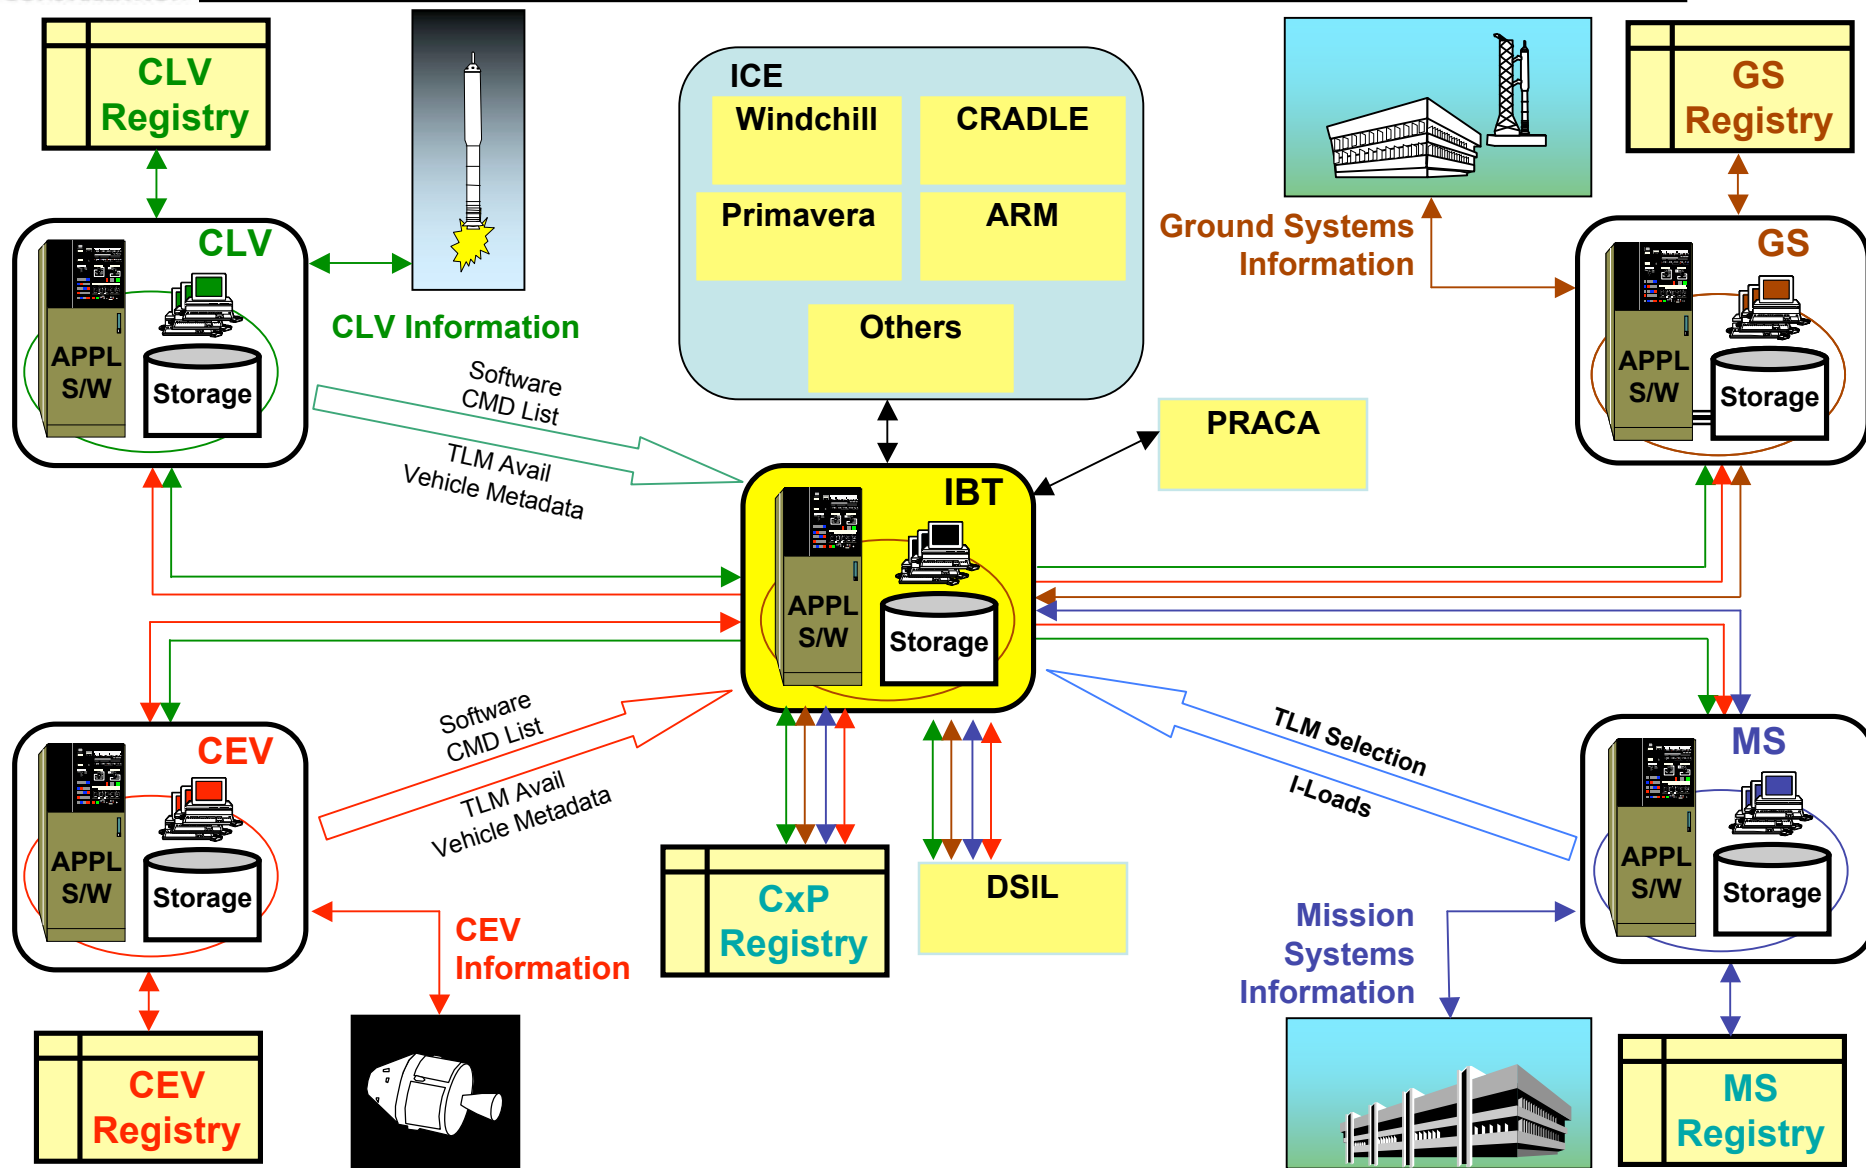 CLV
Registry
ICE
Windchill
CRADLE
Primavera
ARM
Others
GS
Registry
Ground Systems
Information
CLV
APPL
S/W
Storage
CLV Information
GS
APPL
S/W
Storage
Software
CMD List
TLM Avail
Vehicle Metadata
PRACA
IBT
APPL
S/W
Storage
CEV
APPL
S/W
Storage
Software
CMD List
TLM Avail
Vehicle Metadata
TLM Selection
I-Loads
MS
APPL
S/W
Storage
CxP
Registry
DSIL
CEV
Information
Mission
Systems
Information
CEV
Registry
MS
Registry